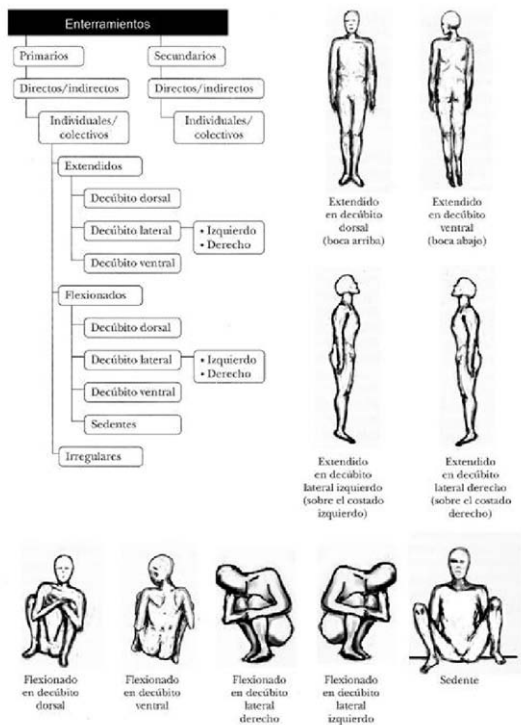 Enterramientos
Primarios
Secundarios
Directos/indirectos
Directos/indirectos
Individuales/
colectivos
Individuales/
colectivos
Extendidos
Decúbito dorsal
Decúbito lateral
• Izquierdo
• Derecho
Decúbito ventral
Flexionados
Decúbito dorsal
Decúbito lateral
• Izquierdo
• Derecho
Decúbito ventral
Sedentes
Irregulares
Extendido
en decúbito
dorsal
(boca arriba)
Extendido
en decúbito
ventral
(boca abajo)
Extendido
en decúbito
lateral izquierdo
(sobre el costado
izquierdo)
Extendido
en decúbito
lateral derecho
(sobre el costado
derecho)
Flexionado
en decúbito
dorsal
Flexionado
en decúbito
ventral
Flexionado
en decúbito
lateral
derecho
Flexionado
en decúbito
lateral
izquierdo
Sedente